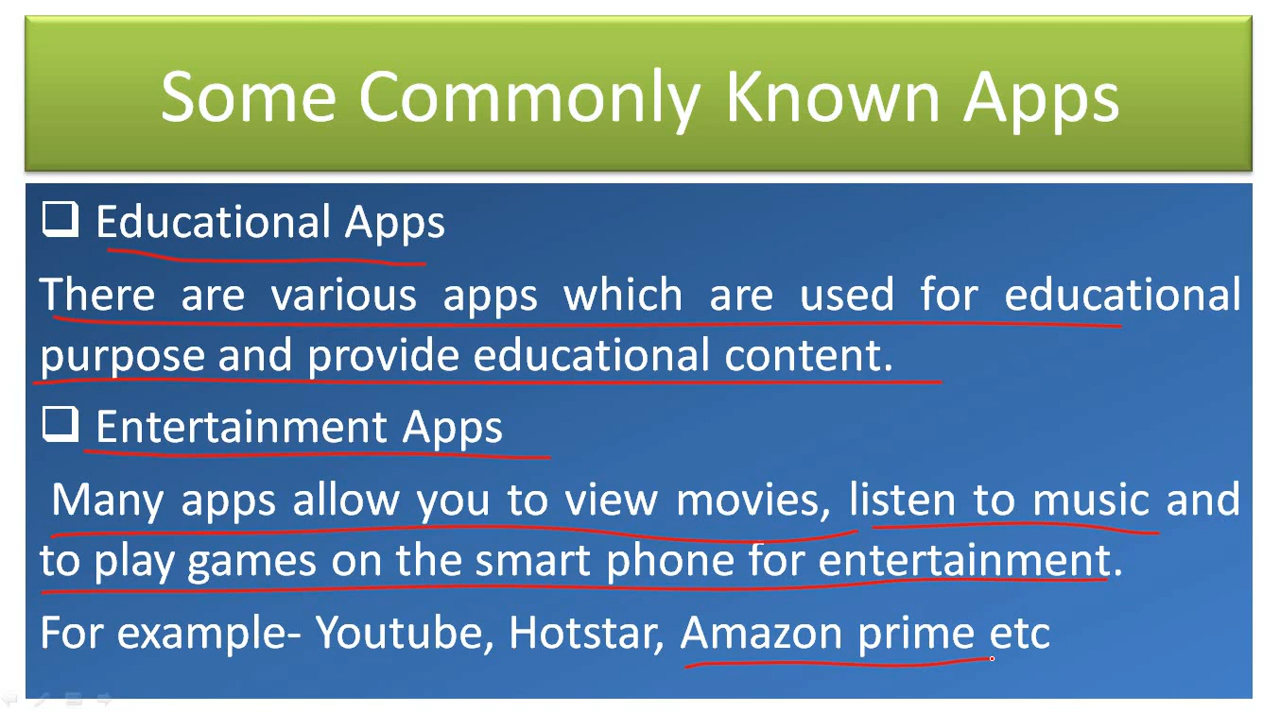 Some Commonly Known Apps
Educational Apps
There are various apps which are used for educational
purpose and provide educational content.
Entertainment Apps
Many apps allow you to view movies, listen to music and
to play games on the smart phone for entertainment.
For example- Youtube, Hotstar, Amazon prime etc